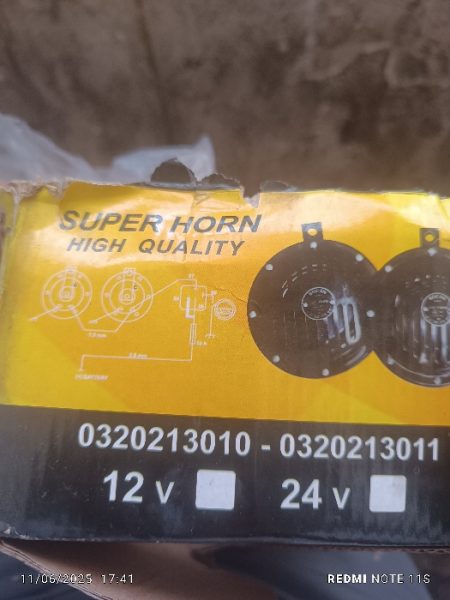 SUPER HORN
HIGH QUALITY
0320213010 - 0320213011
12 V 24 V
11/06/2025 17:41
REDMI NOTE 11S